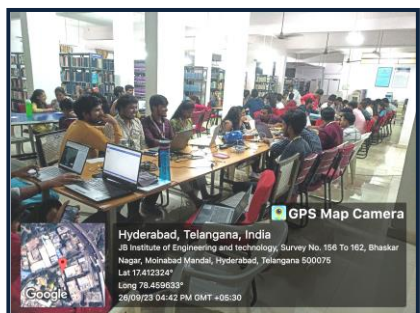 GPS Map Camera
Hyderabad, Telangana, India
JB Institute of Engineering and technology, Survey No. 156 To 162, Bhaskar
Nagar, Moinabad Mandal, Hyderabad, Telangana 500075
Lat 17.412324°
Long 78.459633°
26/09/23 04:42 PM GMT +05:30
Google